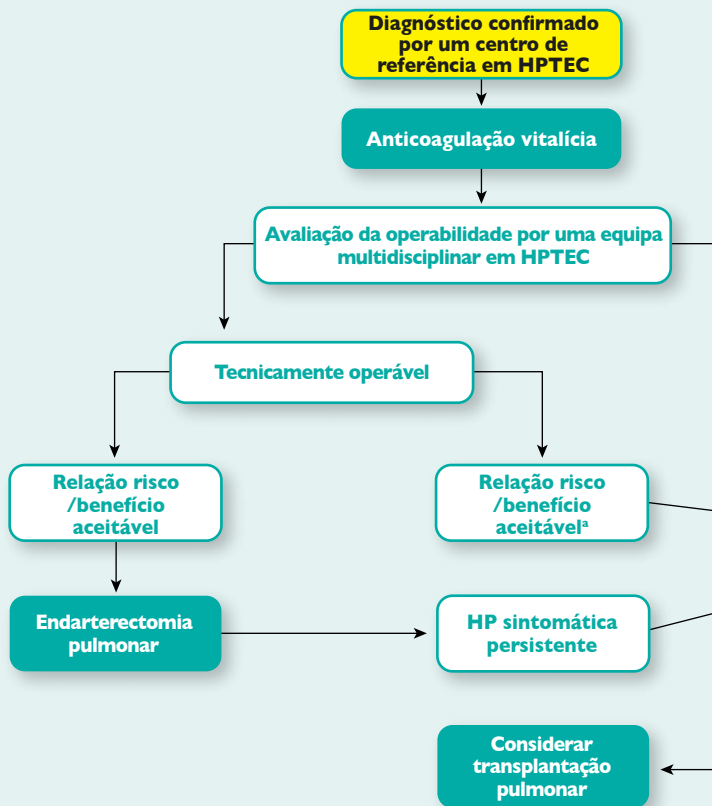 Diagnóstico confirmado
por um centro de
referência em HPTEC
Anticoagulação vitalícia
Avaliação da operabilidade por uma equipa
multidisciplinar em HPTEC
Tecnicamente operável
Relação risco
/benefício
aceitável
Relação risco
/benefício
aceitávelª
Endarterectomia
pulmonar
HP sintomática
persistente
Considerar
transplantação
pulmonar